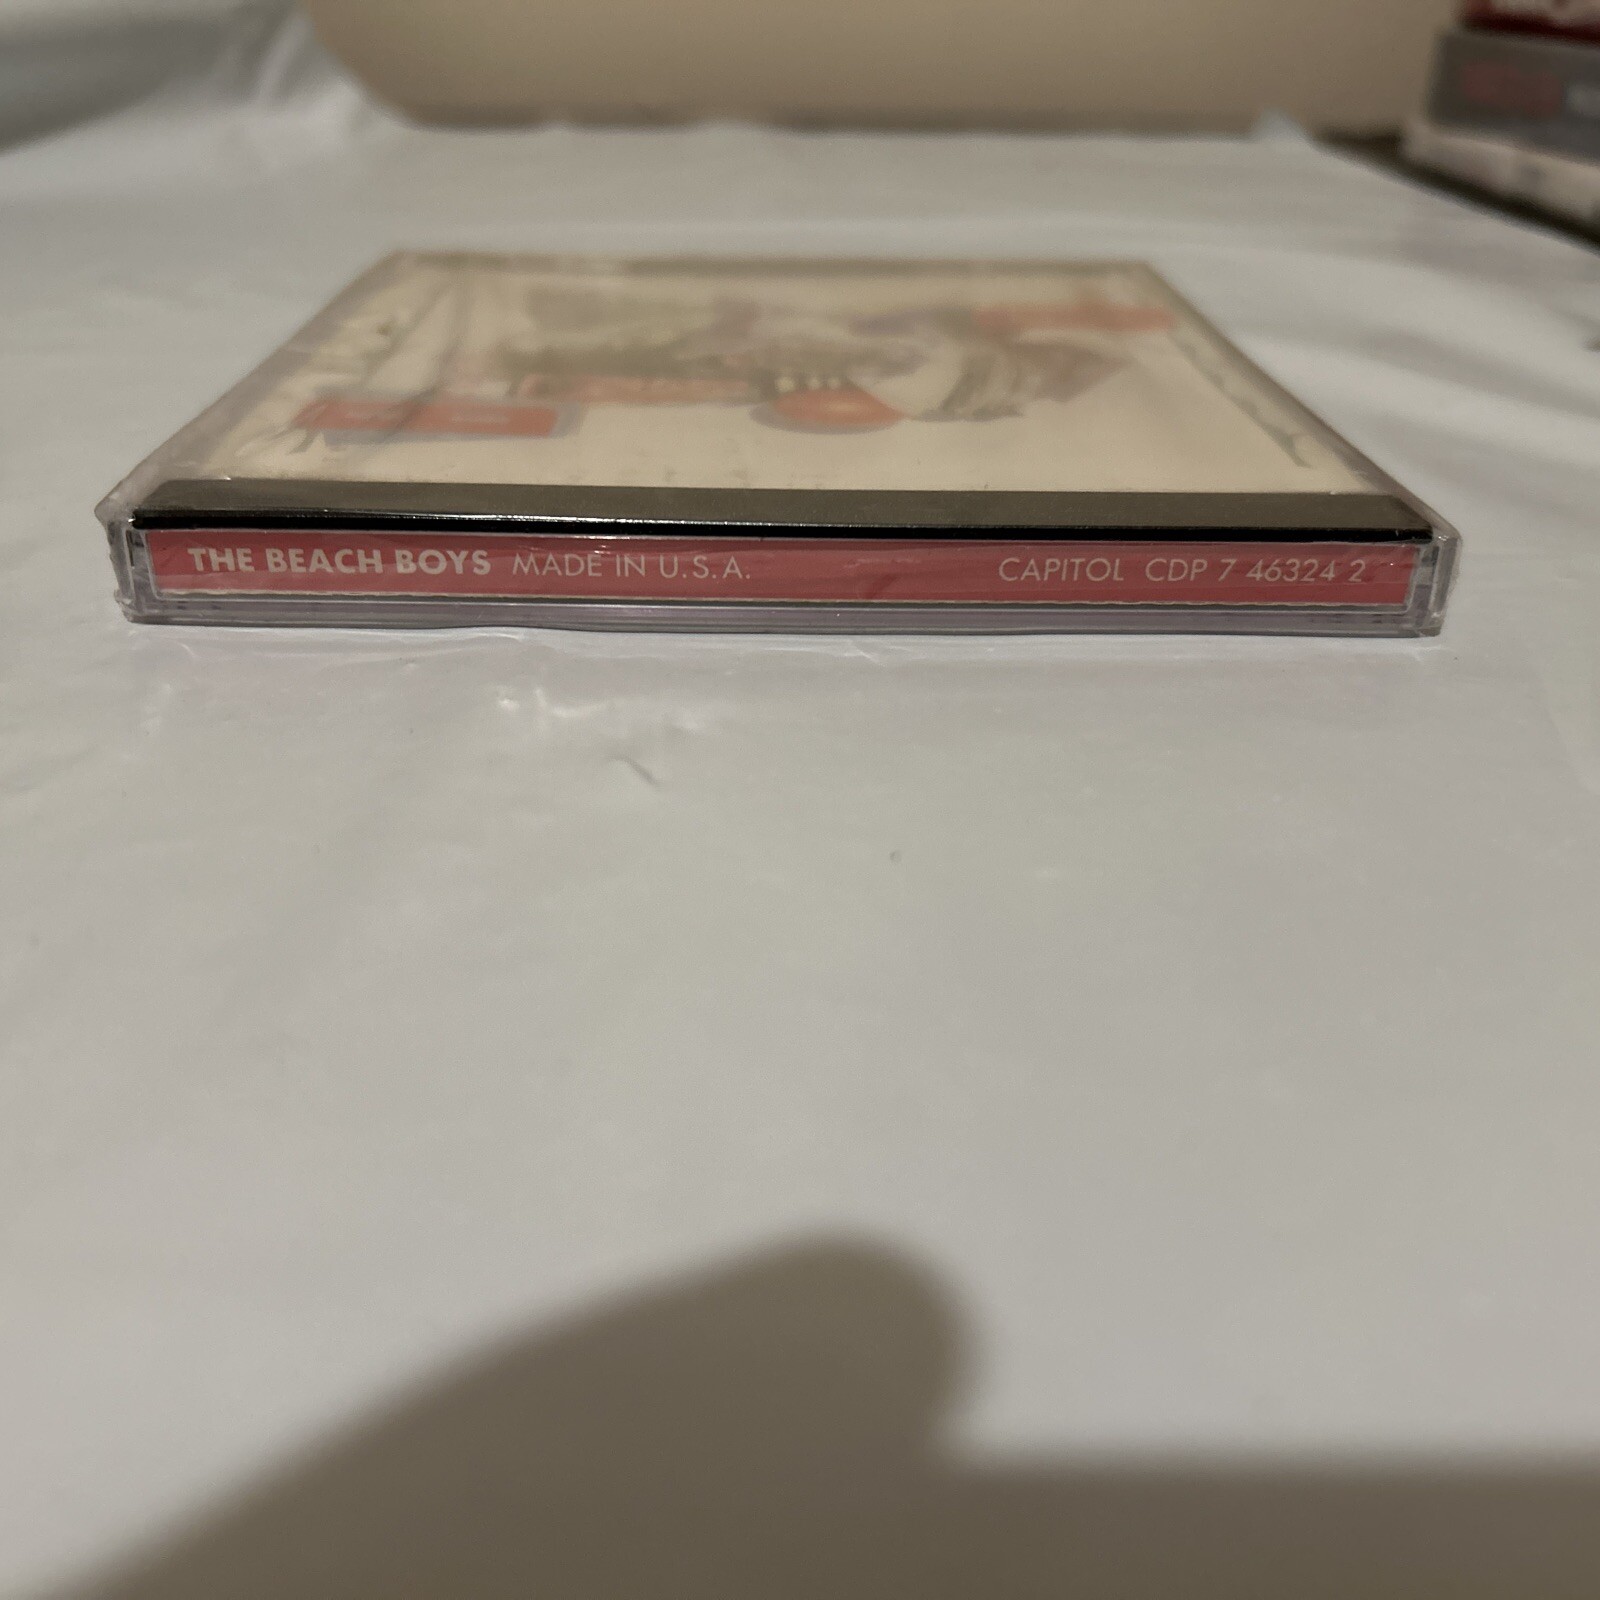 THE BEACH BOYS MADE IN U.S.A. CAPITOL CDP 7 46324 2